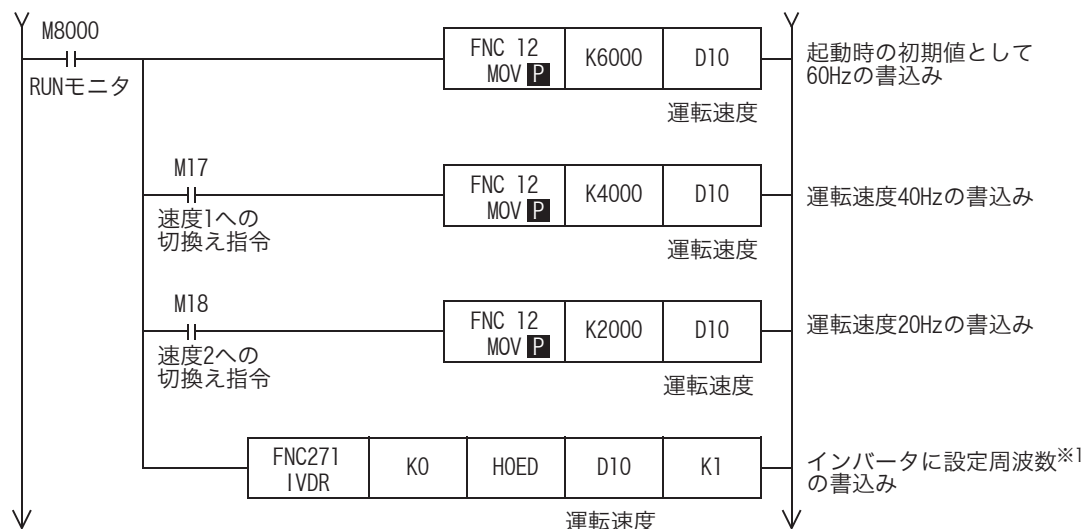 M8000
RUNモニタ
FNC 12
MOV P
K6000
D10
運転速度
起動時の初期値として
60Hzの書込み
M17
速度1への
切換え指令
FNC 12
MOV P
K4000
D10
運転速度
運転速度40Hzの書込み
M18
速度2への
切換え指令
FNC 12
MOV P
K2000
D10
運転速度
運転速度20Hzの書込み
FNC271
IVDR
K0
H0ED
D10
K1
運転速度
インバータに設定周波数※1
の書込み